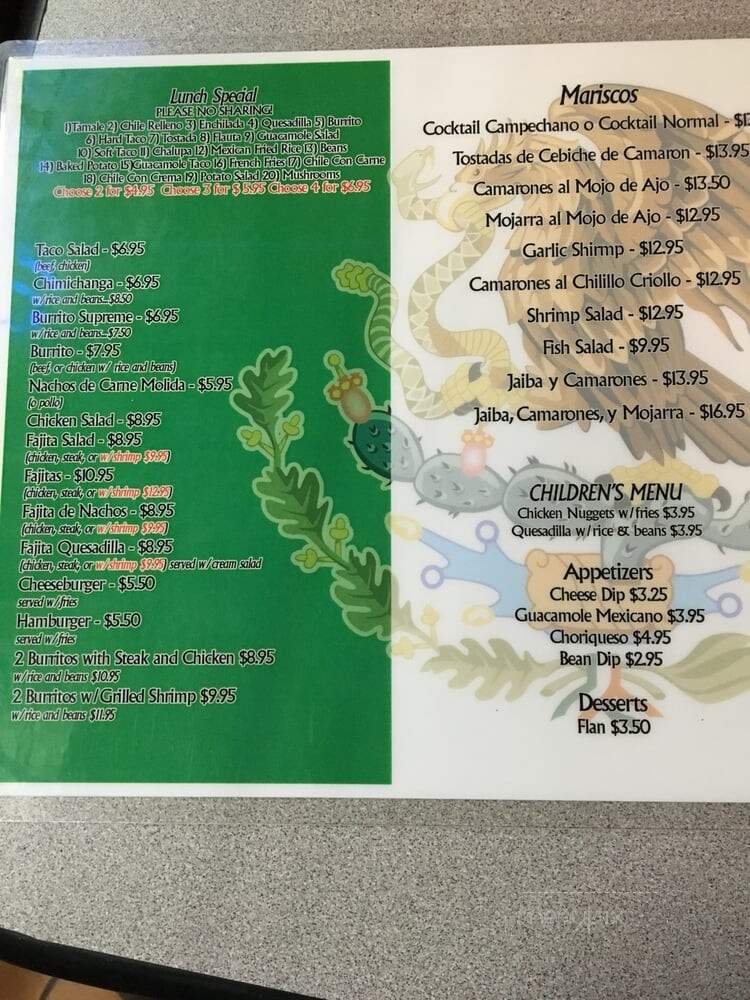 Lunch Special
PLEASE NO SHARING!
1)Tamale 2) Chile Relleno 3) Enchilada 4) Quesadilla 5) Burrito
6) Hard Taco 7) Tostada 8) Flauta 9) Guacamole Salad
10) Soft Taco 11) Chalupa 12) Mexican Fried Rice 13) Beans
14) Baked Potato 15)Guacamole Taco 16) French Fries 17) Chile Con Carne
18) Chile Con Crema 19) Potato Salad 20) Mushrooms
Choose 2 for $4.95 Choose 3 for $ 5.95 Choose 4 for $6.95
Taco Salad - $6.95
(beef, chicken)
Chimichanga - $6.95
w/rice and beans...$8.50
Burrito Supreme - $6.95
w/rice and beans...$7.50
Burrito - $7.95
(beef, or chicken w/ rice and beans)
Nachos de Carne Molida - $5.95
(o pollo)
Chicken Salad - $8.95
Fajita Salad - $8.95
(chicken, steak, or w/shrimp $9.95)
Fajitas - $10.95
(chicken, steak, or w/shrimp $12.95)
Fajita de Nachos - $8.95
(chicken, steak, or w/shrimp $9.95)
Fajita Quesadilla - $8.95
(chicken, steak, or w/shrimp $9.95) served w/cream salad
Cheeseburger - $5.50
served w/fries
Hamburger - $5.50
served w/fries
2 Burritos with Steak and Chicken $8.95
w/rice and beans $10.95
2 Burritos w/Grilled Shrimp $9.95
w/rice and beans $11.95
Mariscos
Cocktail Campechano o Cocktail Normal -
Tostadas de Cebiche de Camaron - $13.95
Camarones al Mojo de Ajo - $13.50
Mojarra al Mojo de Ajo - $12.95
Garlic Shirmp - $12.95
Camarones al Chilillo Criollo - $12.95
Shrimp Salad - $12.95
Fish Salad - $9.95
Jaiba y Camarones - $13.95
Jaiba, Camarones, y Mojarra - $16.95
CHILDREN'S MENU
Chicken Nuggets w/fries $3.95
Quesadilla w/rice & beans $3.95
Appetizers
Cheese Dip $3.25
Guacamole Mexicano $3.95
Choriqueso $4.95
Bean Dip $2.95
Desserts
Flan $3.50